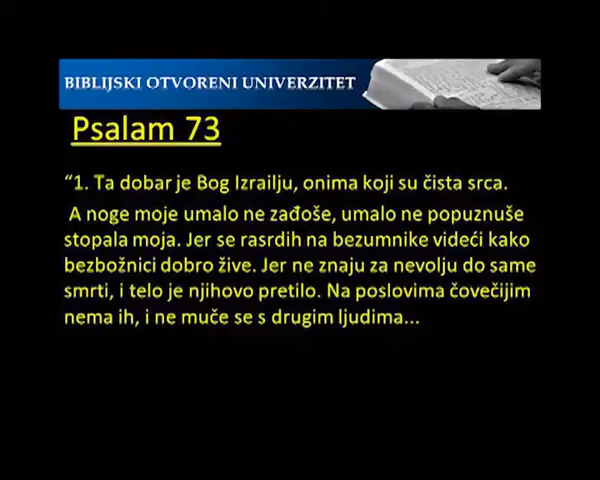 BIBLIJSKI OTVORENI UNIVERZITET
Psalam 73
“1. Ta dobar je Bog Izrailju, onima koji su čista srca.
A noge moje umalo ne zađoše, umalo ne popuznuše
stopala moja. Jer se rasrdih na bezumnike videći kako
bezbožnici dobro žive. Jer ne znaju za nevolju do same
smrti, i telo je njihovo pretilo. Na poslovima čovečijim
nema ih, i ne muče se s drugim ljudima...